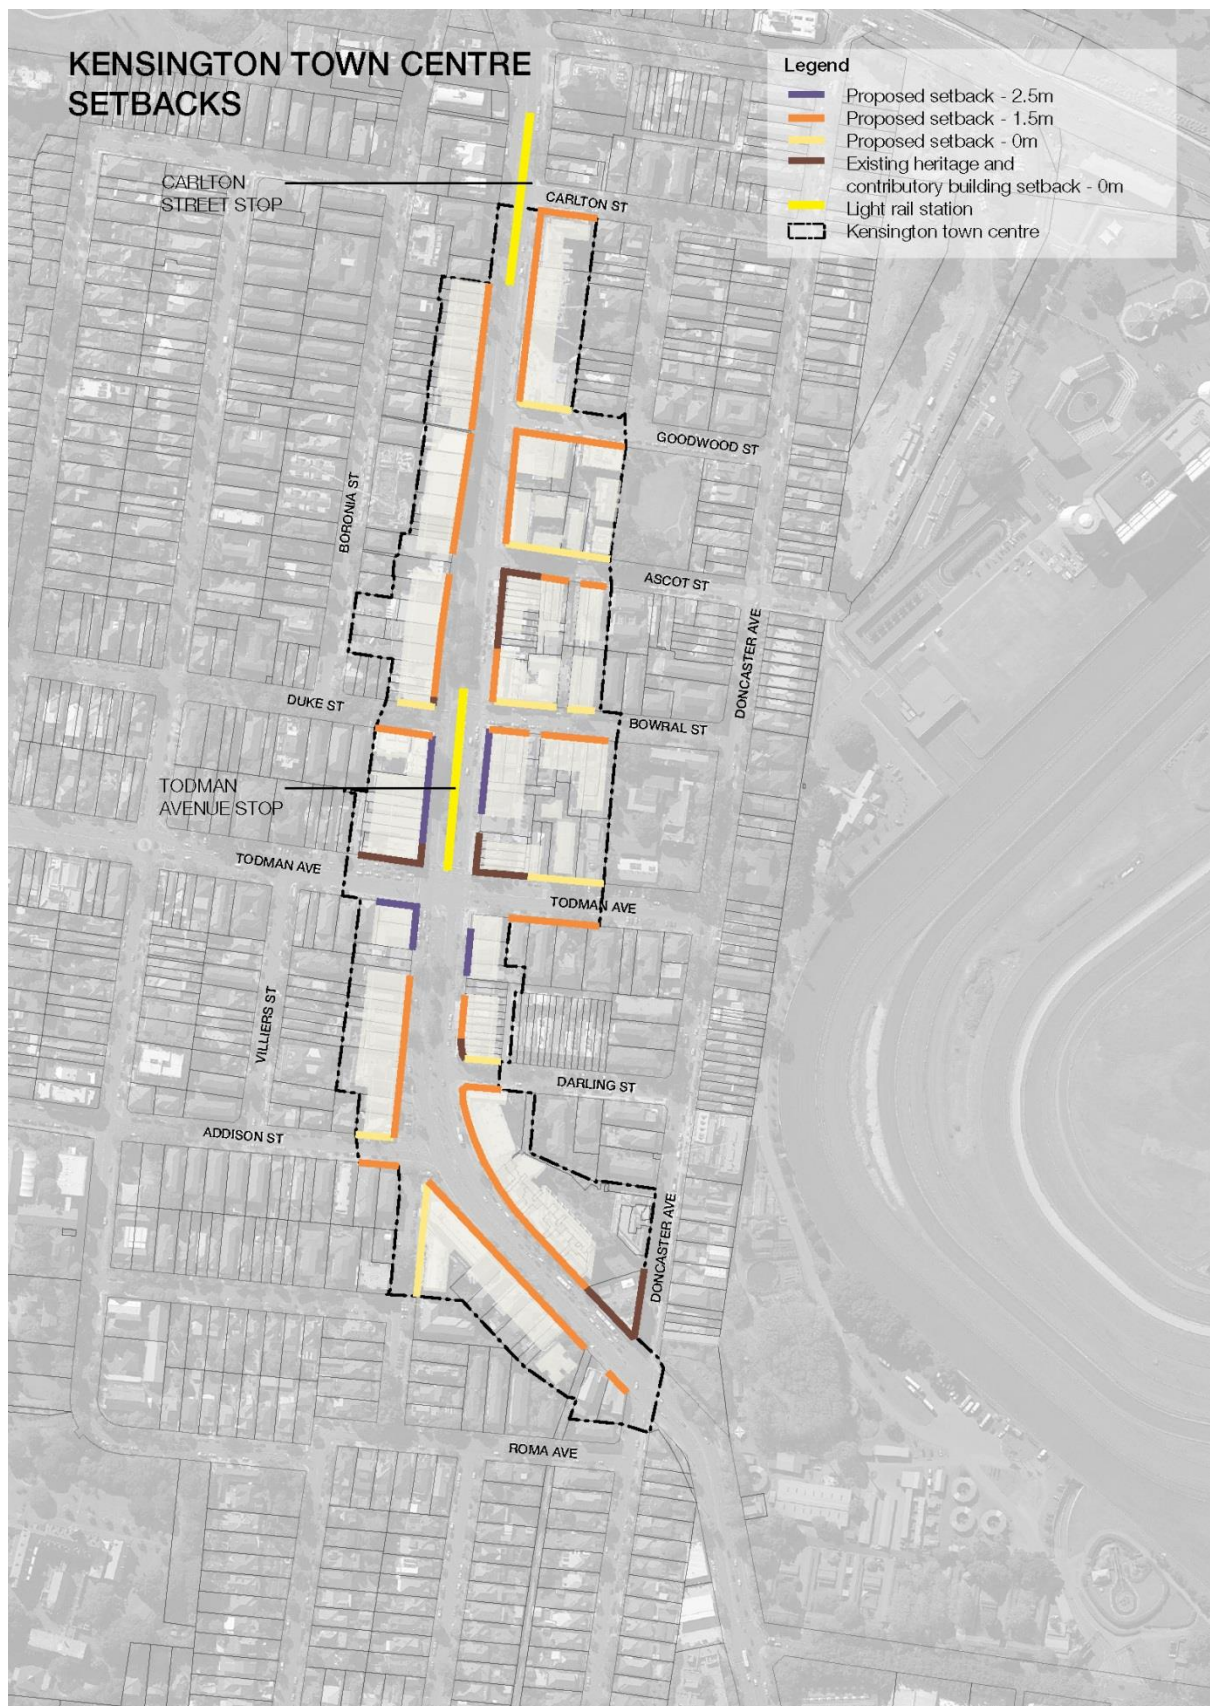 KENSINGTON TOWN CENTRE
SETBACKS
Legend
Proposed setback - 2.5m
Proposed setback - 1.5m
Proposed setback - 0m
Existing heritage and
contributory building setback - 0m
Light rail station
Kensington town centre
CARLTON
STREET STOP
CARLTON ST
GOODWOOD ST
BORONIA ST
ASCOT ST
DONCASTER AVE
DUKE ST
BOWRAL ST
TODMAN
AVENUE STOP
TODMAN AVE
TODMAN AVE
VILLIERS ST
DARLING ST
ADDISON ST
DONCASTER AVE
ROMA AVE